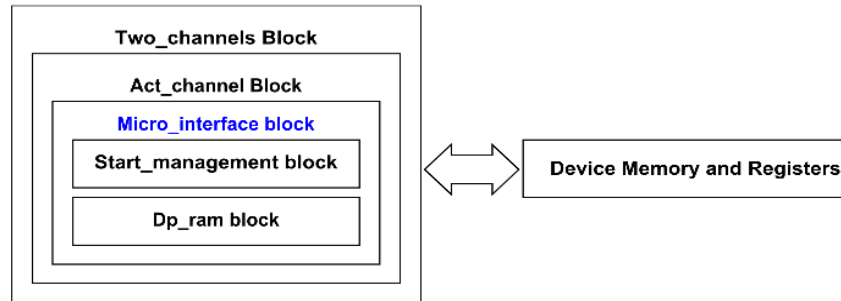 Two_channels Block
Act_channel Block
Micro_interface block
Start_management block
Dp_ram block
Device Memory and Registers